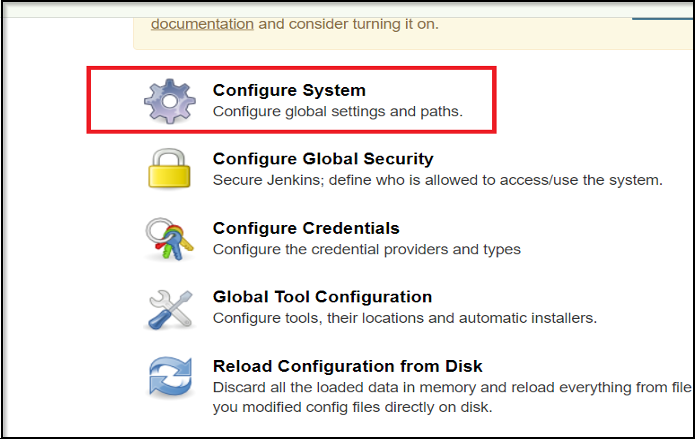 documentation and consider turning it on.
Configure System
Configure global settings and paths.
Configure Global Security
Secure Jenkins; define who is allowed to access/use the system.
Configure Credentials
Configure the credential providers and types
Global Tool Configuration
Configure tools, their locations and automatic installers.
Reload Configuration from Disk
Discard all the loaded data in memory and reload everything from file
you modified config files directly on disk.